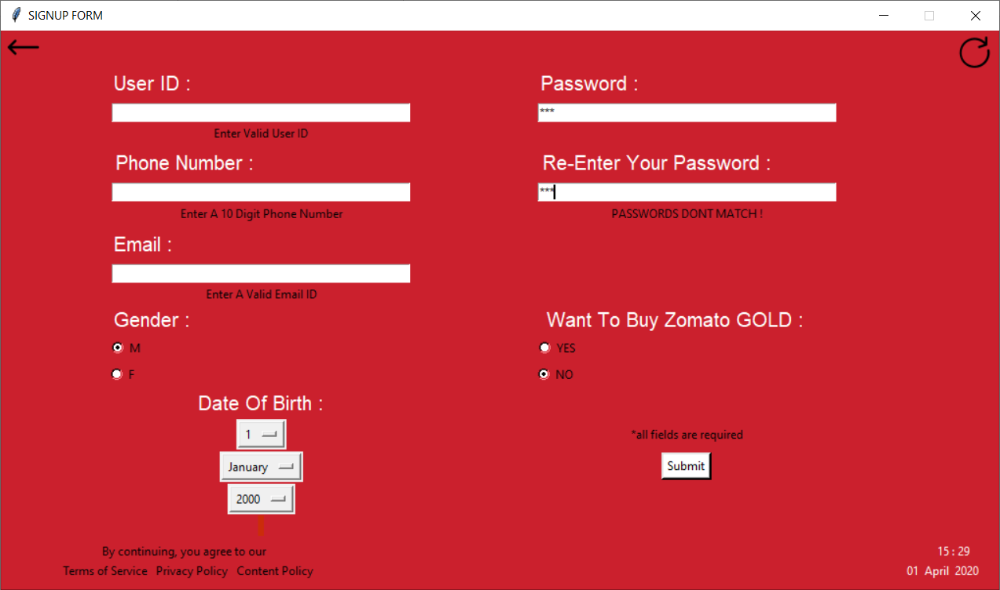 SIGNUP FORM
User ID :
Enter Valid User ID
Phone Number :
Enter A 10 Digit Phone Number
Email :
Enter A Valid Email ID
Gender :
M
F
Date Of Birth :
1
January
2000
By continuing, you agree to our
Terms of Service Privacy Policy Content Policy
Password :
***
Re-Enter Your Password :
***
PASSWORDS DONT MATCH !
Want To Buy Zomato GOLD :
YES
NO
*all fields are required
Submit
15 : 29
01 April 2020